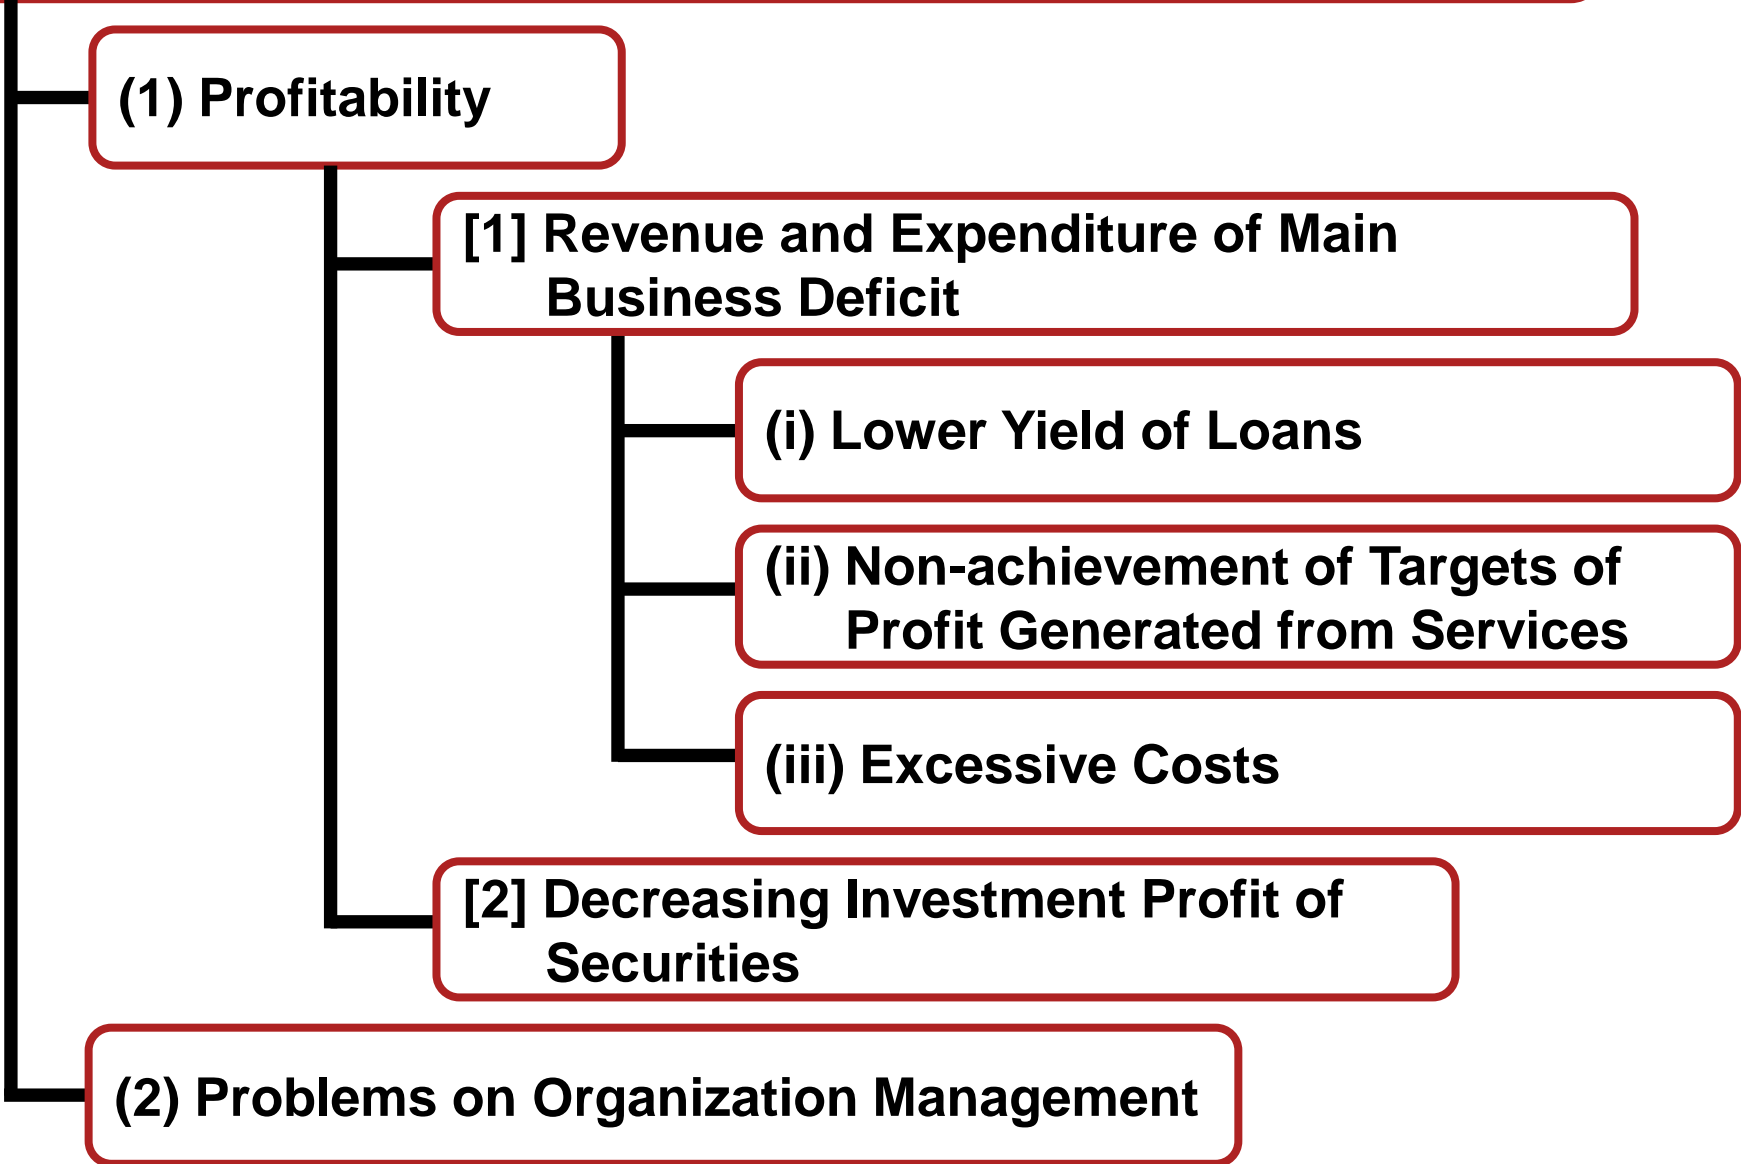 (1) Profitability
[1] Revenue and Expenditure of Main
Business Deficit
(i) Lower Yield of Loans
(ii) Non-achievement of Targets of
Profit Generated from Services
(iii) Excessive Costs
[2] Decreasing Investment Profit of
Securities
(2) Problems on Organization Management